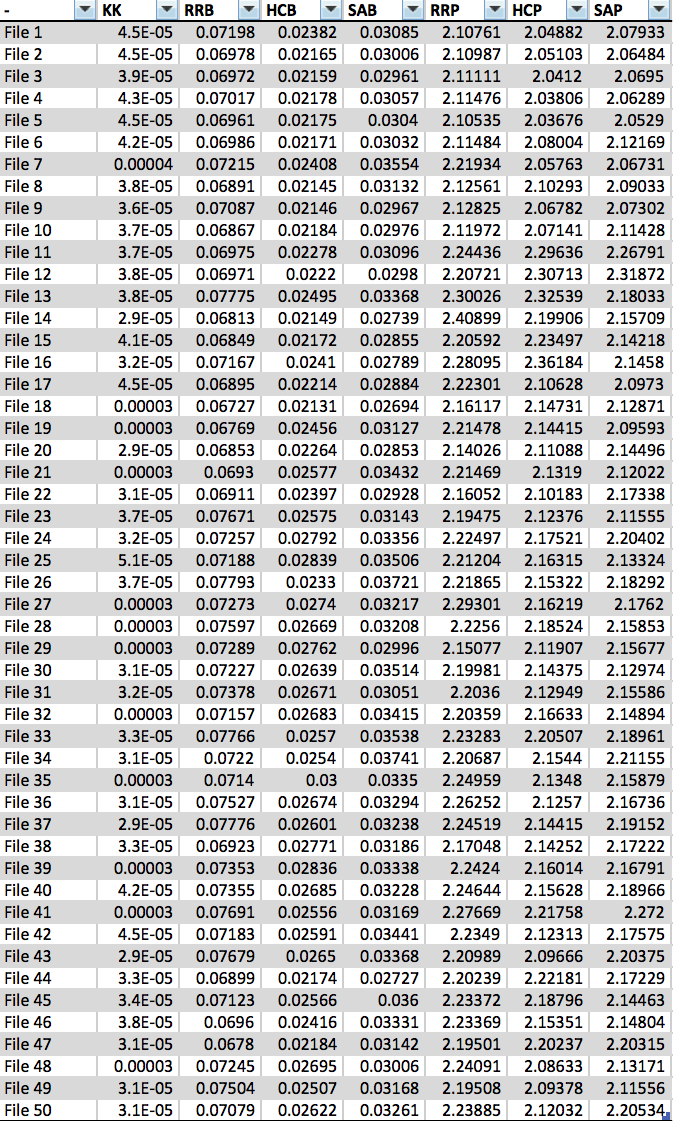 - KK RRB HCB SAB RRP HCP SAP
File 1 4.5E-05 0.07198 0.02382 0.03085 2.10761 2.04882 2.07933
File 2 4.5E-05 0.06978 0.02165 0.03006 2.10987 2.05103 2.06484
File 3 3.9E-05 0.06972 0.02159 0.02961 2.11111 2.0412 2.0695
File 4 4.3E-05 0.07017 0.02178 0.03057 2.11476 2.03806 2.06289
File 5 4.5E-05 0.06961 0.02175 0.0304 2.10535 2.03676 2.0529
File 6 4.2E-05 0.06986 0.02171 0.03032 2.11484 2.08004 2.12169
File 7 0.00004 0.07215 0.02408 0.03554 2.21934 2.05763 2.06731
File 8 3.8E-05 0.06891 0.02145 0.03132 2.12561 2.10293 2.09033
File 9 3.6E-05 0.07087 0.02146 0.02967 2.12825 2.06782 2.07302
File 10 3.7E-05 0.06867 0.02184 0.02976 2.11972 2.07141 2.11428
File 11 3.7E-05 0.06975 0.02278 0.03096 2.24436 2.29636 2.26791
File 12 3.8E-05 0.06971 0.0222 0.0298 2.20721 2.30713 2.31872
File 13 3.8E-05 0.07775 0.02495 0.03368 2.30026 2.32539 2.18033
File 14 2.9E-05 0.06813 0.02149 0.02739 2.40899 2.19906 2.15709
File 15 4.1E-05 0.06849 0.02172 0.02855 2.20592 2.23497 2.14218
File 16 3.2E-05 0.07167 0.0241 0.02789 2.28095 2.36184 2.1458
File 17 4.5E-05 0.06895 0.02214 0.02884 2.22301 2.10628 2.0973
File 18 0.00003 0.06727 0.02131 0.02694 2.16117 2.14731 2.12871
File 19 0.00003 0.06769 0.02456 0.03127 2.21478 2.14415 2.09593
File 20 2.9E-05 0.06853 0.02264 0.02853 2.14026 2.11088 2.14496
File 21 0.00003 0.0693 0.02577 0.03432 2.21469 2.1319 2.12022
File 22 3.1E-05 0.06911 0.02397 0.02928 2.16052 2.10183 2.17338
File 23 3.7E-05 0.07671 0.02575 0.03143 2.19475 2.12376 2.11555
File 24 3.2E-05 0.07257 0.02792 0.03356 2.22497 2.17521 2.20402
File 25 5.1E-05 0.07188 0.02839 0.03506 2.21204 2.16315 2.13324
File 26 3.7E-05 0.07793 0.0233 0.03721 2.21865 2.15322 2.18292
File 27 0.00003 0.07273 0.0274 0.03217 2.29301 2.16219 2.1762
File 28 0.00003 0.07597 0.02669 0.03208 2.2256 2.18524 2.15853
File 29 0.00003 0.07289 0.02762 0.02996 2.15077 2.11907 2.15677
File 30 3.1E-05 0.07227 0.02639 0.03514 2.19981 2.14375 2.12974
File 31 3.2E-05 0.07378 0.02671 0.03051 2.2036 2.12949 2.15586
File 32 0.00003 0.07157 0.02683 0.03415 2.20359 2.16633 2.14894
File 33 3.3E-05 0.07766 0.0257 0.03538 2.23283 2.20507 2.18961
File 34 3.1E-05 0.0722 0.0254 0.03741 2.20687 2.1544 2.21155
File 35 0.00003 0.0714 0.03 0.0335 2.24959 2.1348 2.15879
File 36 3.1E-05 0.07527 0.02674 0.03294 2.26252 2.1257 2.16736
File 37 2.9E-05 0.07776 0.02601 0.03238 2.24519 2.14415 2.19152
File 38 3.3E-05 0.06923 0.02771 0.03186 2.17048 2.14252 2.17222
File 39 0.00003 0.07353 0.02836 0.03338 2.2424 2.16014 2.16791
File 40 4.2E-05 0.07355 0.02685 0.03228 2.24644 2.15628 2.18966
File 41 0.00003 0.07691 0.02556 0.03169 2.27669 2.21758 2.272
File 42 4.5E-05 0.07183 0.02591 0.03441 2.2349 2.12313 2.17575
File 43 2.9E-05 0.07679 0.0265 0.03368 2.20989 2.09666 2.20375
File 44 3.3E-05 0.06899 0.02174 0.02727 2.20239 2.22181 2.17229
File 45 3.4E-05 0.07123 0.02566 0.036 2.23372 2.18796 2.14463
File 46 3.8E-05 0.0696 0.02416 0.03331 2.23369 2.15351 2.14804
File 47 3.1E-05 0.0678 0.02184 0.03142 2.19501 2.20237 2.20315
File 48 0.00003 0.07245 0.02695 0.03006 2.24091 2.08633 2.13171
File 49 3.1E-05 0.07504 0.02507 0.03168 2.19508 2.09378 2.11556
File 50 3.1E-05 0.07079 0.02622 0.03261 2.23885 2.12032 2.20534